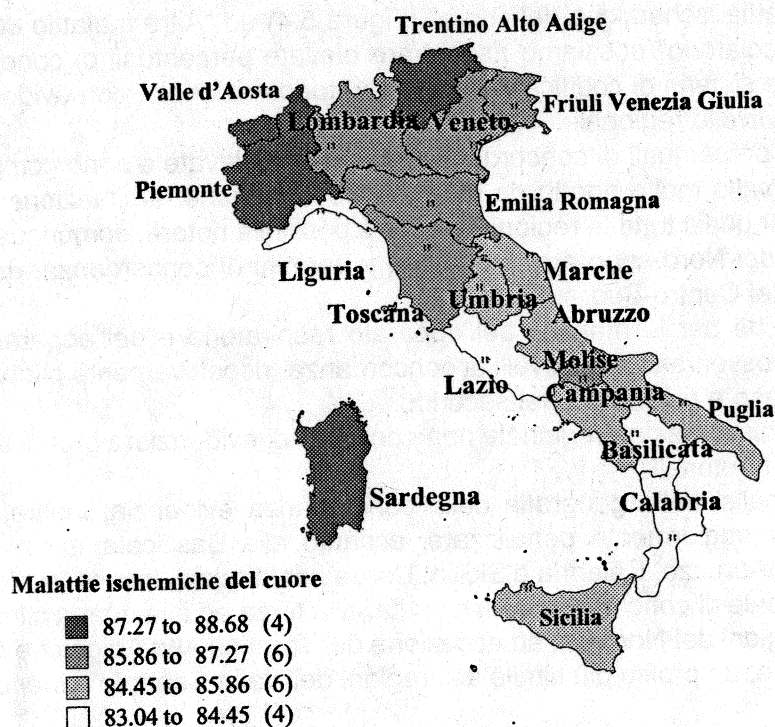 Trentino Alto Adige
Valle d'Aosta
Friuli Venezia Giulia
Lombardia/Veneto
Piemonte
Emilia Romagna
Liguria
Marche
Toscana
Umbria
Abruzzo
Lazio
Molise
Campania
Puglia
Basilicata
Sardegna
Calabria
Sicilia
Malattie ischemiche del cuore
87.27 to 88.68 (4)
85.86 to 87.27 (6)
84.45 to 85.86 (6)
83.04 to 84.45 (4)